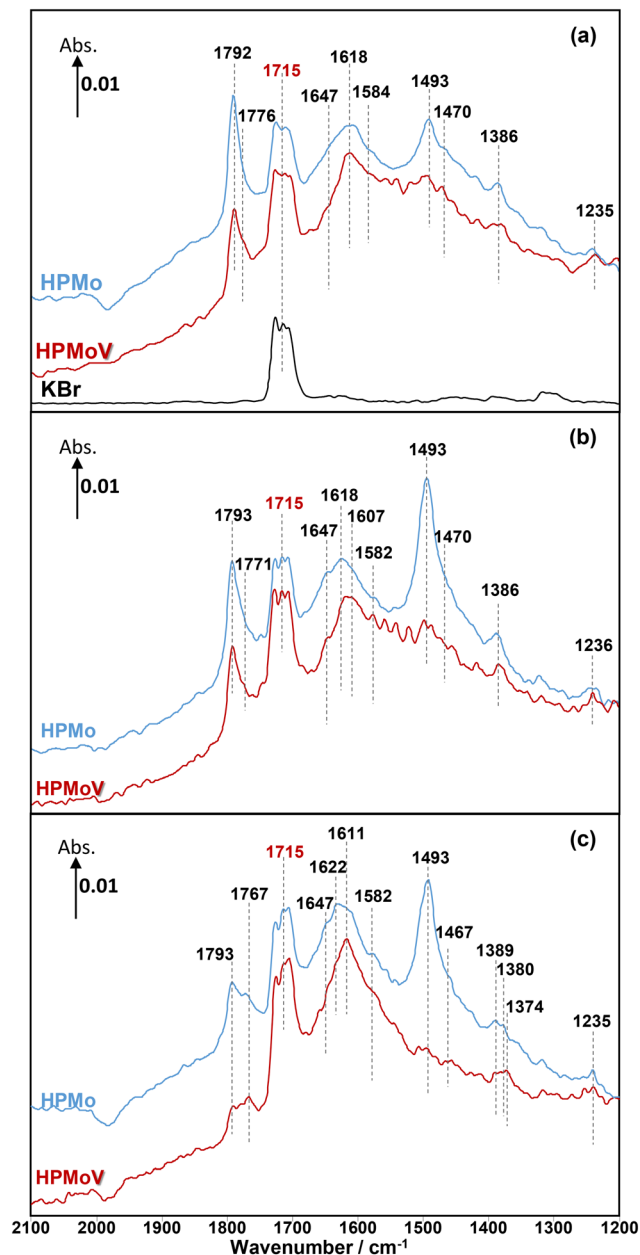 (a)
Abs.
0.01
1792
1715
1618
1493
1776
1647
1584
1470
1386
1235
HPMo
HPMoV
KBr
(b)
Abs.
0.01
1493
1793
1715
1618
1607
1771
1647
1582
1470
1386
1236
HPMo
HPMoV
(c)
Abs.
0.01
1611
1715
1622
1493
1767
1647
1582
1793
1467
1389
1380
1374
1235
HPMo
HPMoV
2100 2000 1900 1800 1700 1600 1500 1400 1300 1200
Wavenumber / cm-1